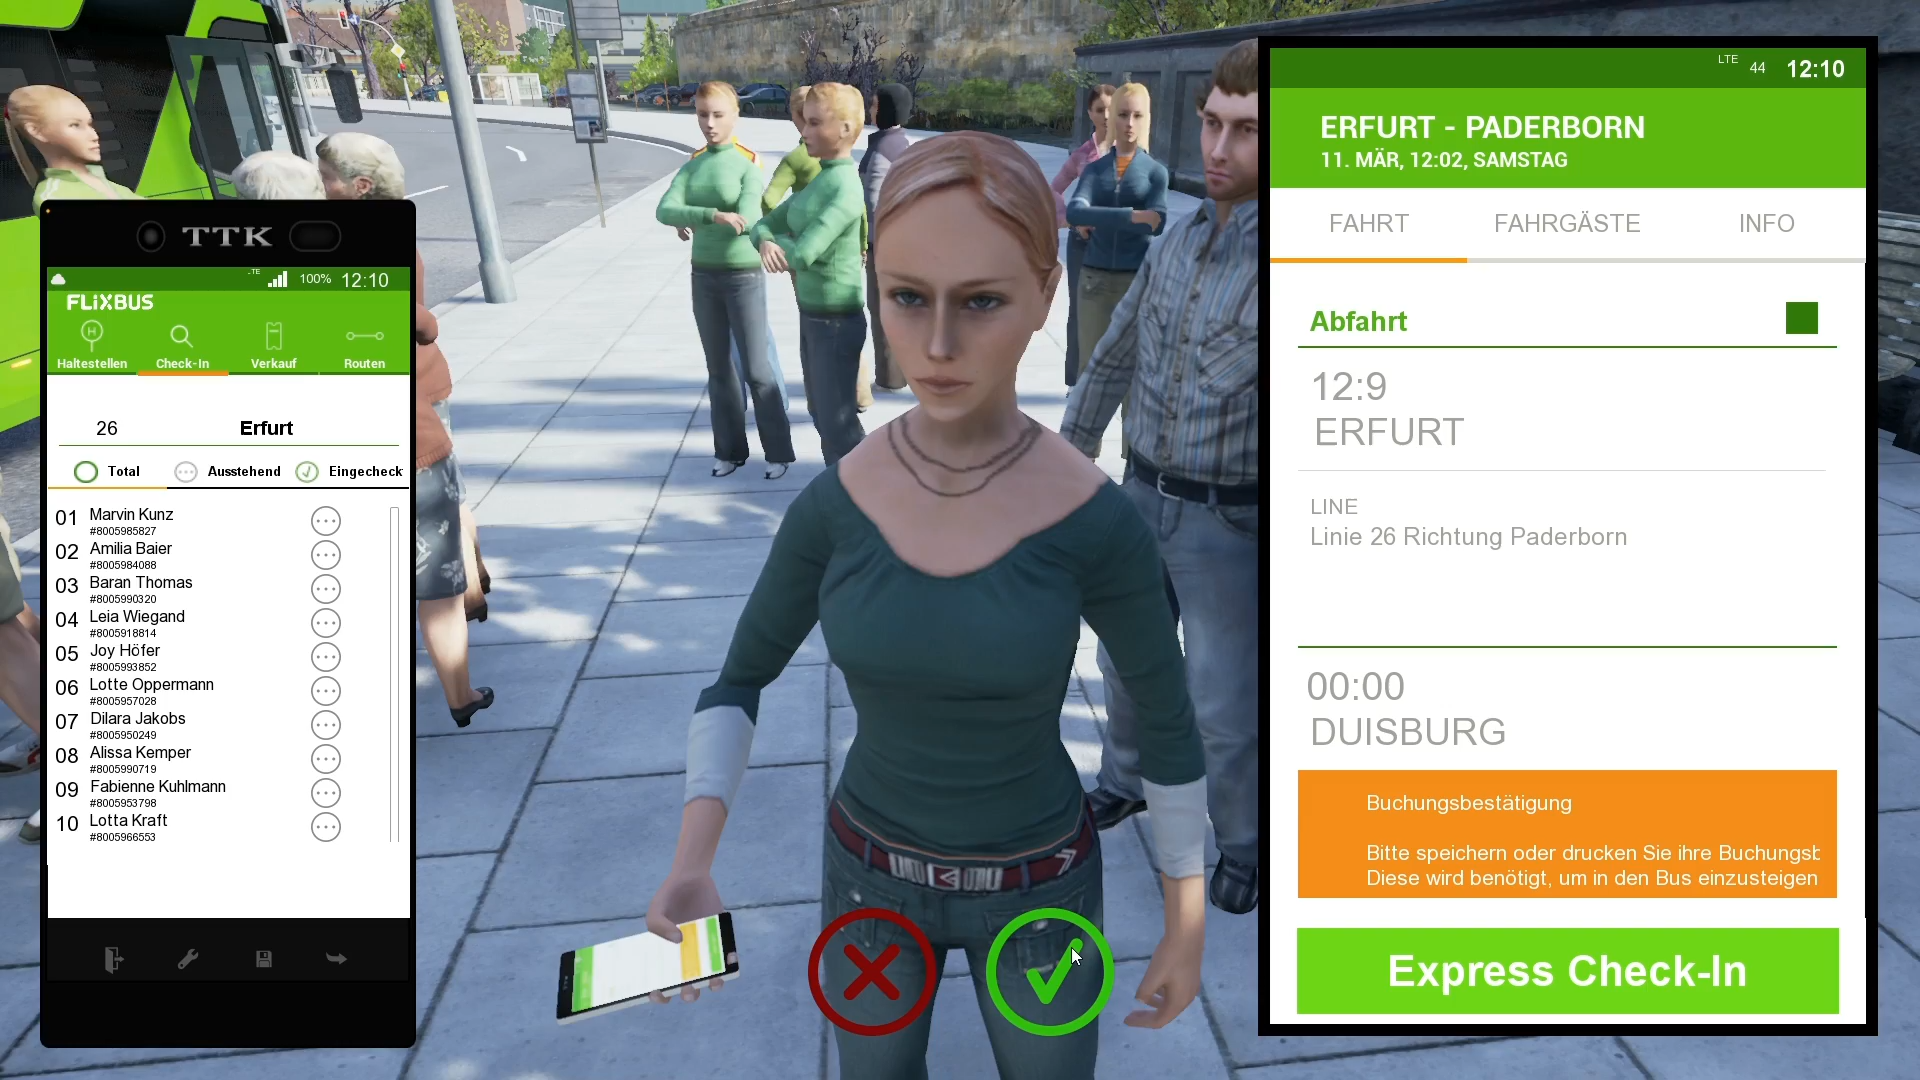 TTK
LTE
100%
12:10
FLiXBUS
Haltestellen
Check-In
Verkauf
Routen
26
Erfurt
Total
Ausstehend
Eingecheck
01 Marvin Kunz
#8005985827
02 Amilia Baier
#8005984088
03 Baran Thomas
#8005990320
04 Leia Wiegand
#8005918814
05 Joy Höfer
#8005993852
06 Lotte Oppermann
#8005957028
07 Dilara Jakobs
#8005950249
08 Alissa Kemper
#8005990719
09 Fabienne Kuhlmann
#8005953798
10 Lotta Kraft
#8005966553
LTE 44 12:10
ERFURT - PADERBORN
11. MÄR, 12:02, SAMSTAG
FAHRT
FAHRGÄSTE
INFO
Abfahrt
12:9
ERFURT
LINE
Linie 26 Richtung Paderborn
00:00
DUISBURG
Buchungsbestätigung
Bitte speichern oder drucken Sie ihre Buchungsb
Diese wird benötigt, um in den Bus einzusteigen
Express Check-In